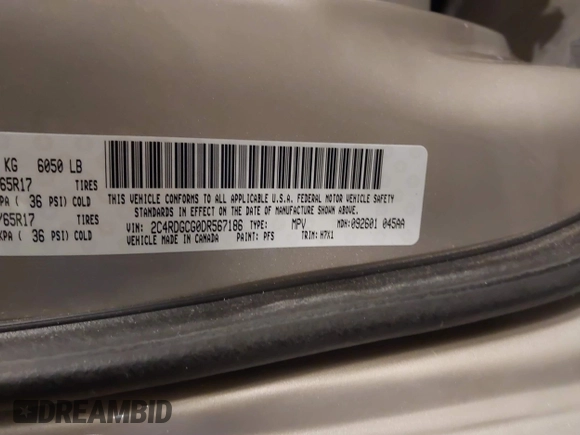 KG 6050 LB
65R17 TIRES
KPA ( 36 PSI) COLD
65R17 TIRES
KPA ( 36 PSI) COLD
THIS VEHICLE CONFORMS TO ALL APPLICABLE U.S.A. FEDERAL MOTOR VEHICLE SAFETY
STANDARDS IN EFFECT ON THE DATE OF MANUFACTURE SHOWN ABOVE.
VIN: 2C4RDGCG0DR567186 TYPE: MPV MDH: 092601 045AA
VEHICLE MADE IN CANADA PAINT: PFS TRIM: H7X1
DREAMBID